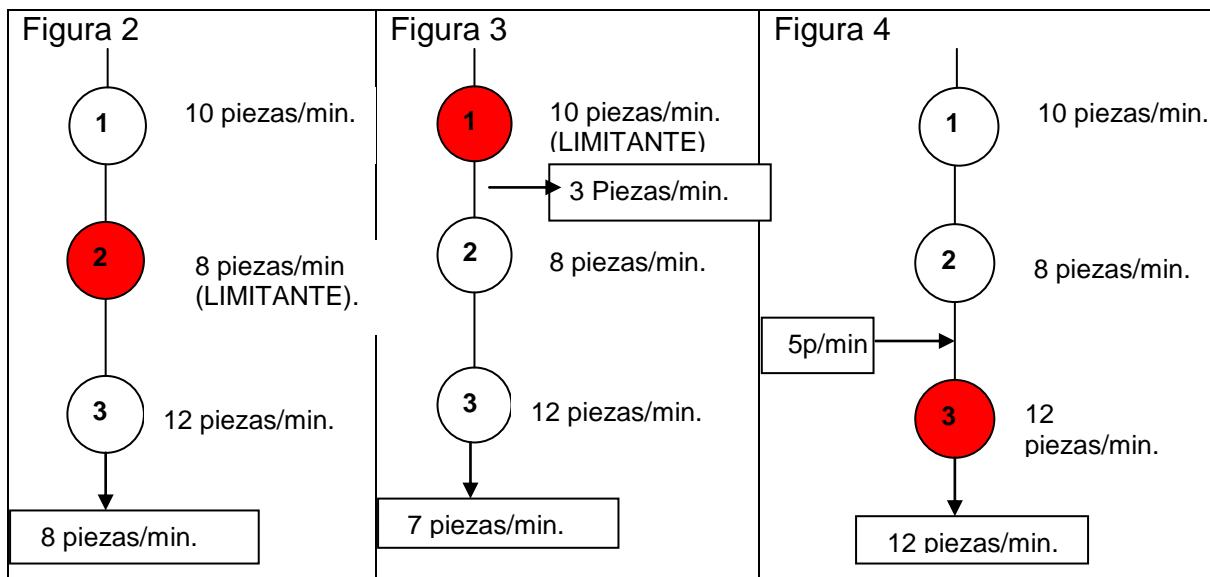 Figura 2
1
10 piezas/min.
2
8 piezas/min
(LIMITANTE).
3
12 piezas/min.
8 piezas/min.
Figura 3
1
10 piezas/min.
(LIMITANTE)
3 Piezas/min.
2
8 piezas/min.
3
12 piezas/min.
7 piezas/min.
Figura 4
1
10 piezas/min.
2
8 piezas/min.
5p/min
3
12
piezas/min.
12 piezas/min.